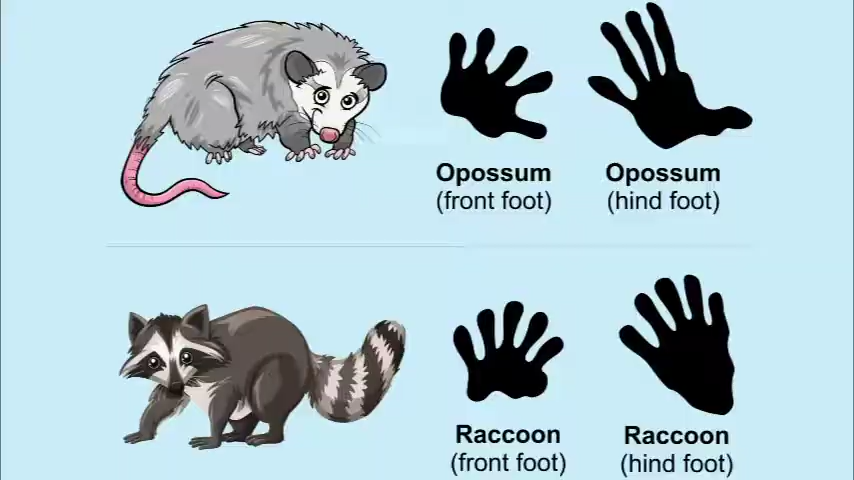 Opossum
(front foot)
Opossum
(hind foot)
Raccoon
(front foot)
Raccoon
(hind foot)